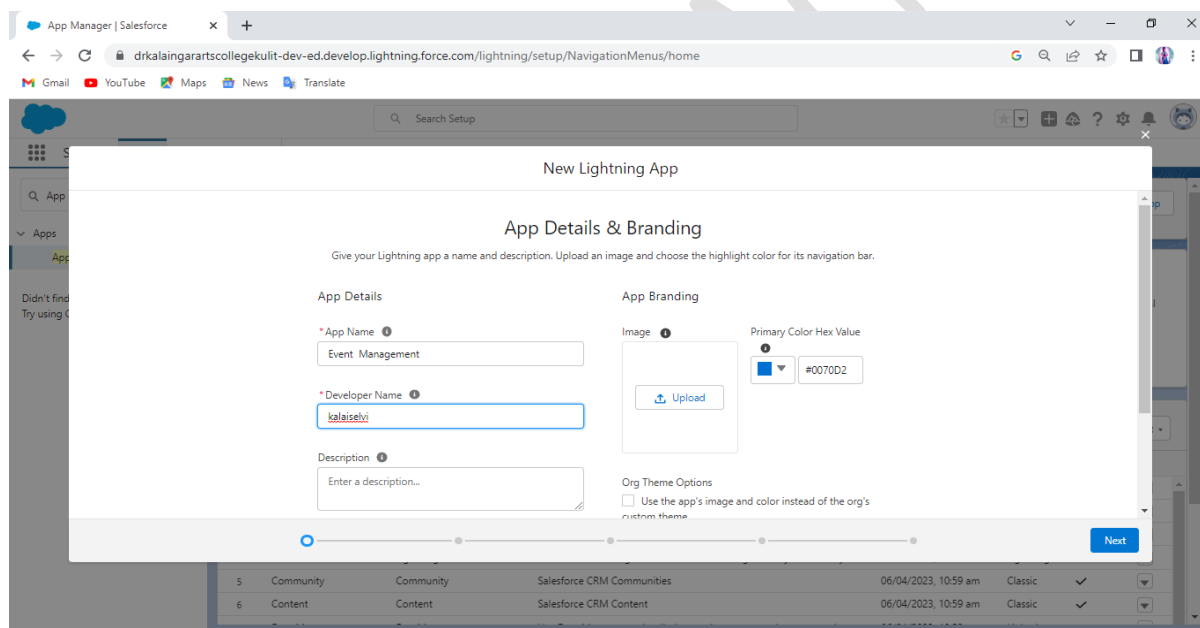 App Manager | Salesforce
drkalaingarartscollegekulit-dev-ed.develop.lightning.force.com/lightning/setup/NavigationMenus/home
Gmail YouTube Maps News Translate
Search Setup
New Lightning App
App
App Details & Branding
Apps
Give your Lightning app a name and description. Upload an image and choose the highlight color for its navigation bar.
App
Didn't find
Try using
App Details App Branding
*App Name Image Primary Color Hex Value
Event Management
#0070D2
*Developer Name
Upload
kalaiselvi
Description
Enter a description...
Org Theme Options
Use the app's image and color instead of the org's
custom theme
Next
5 Community Community Salesforce CRM Communities 06/04/2023, 10:59 am Classic
6 Content Content Salesforce CRM Content 06/04/2023, 10:59 am Classic